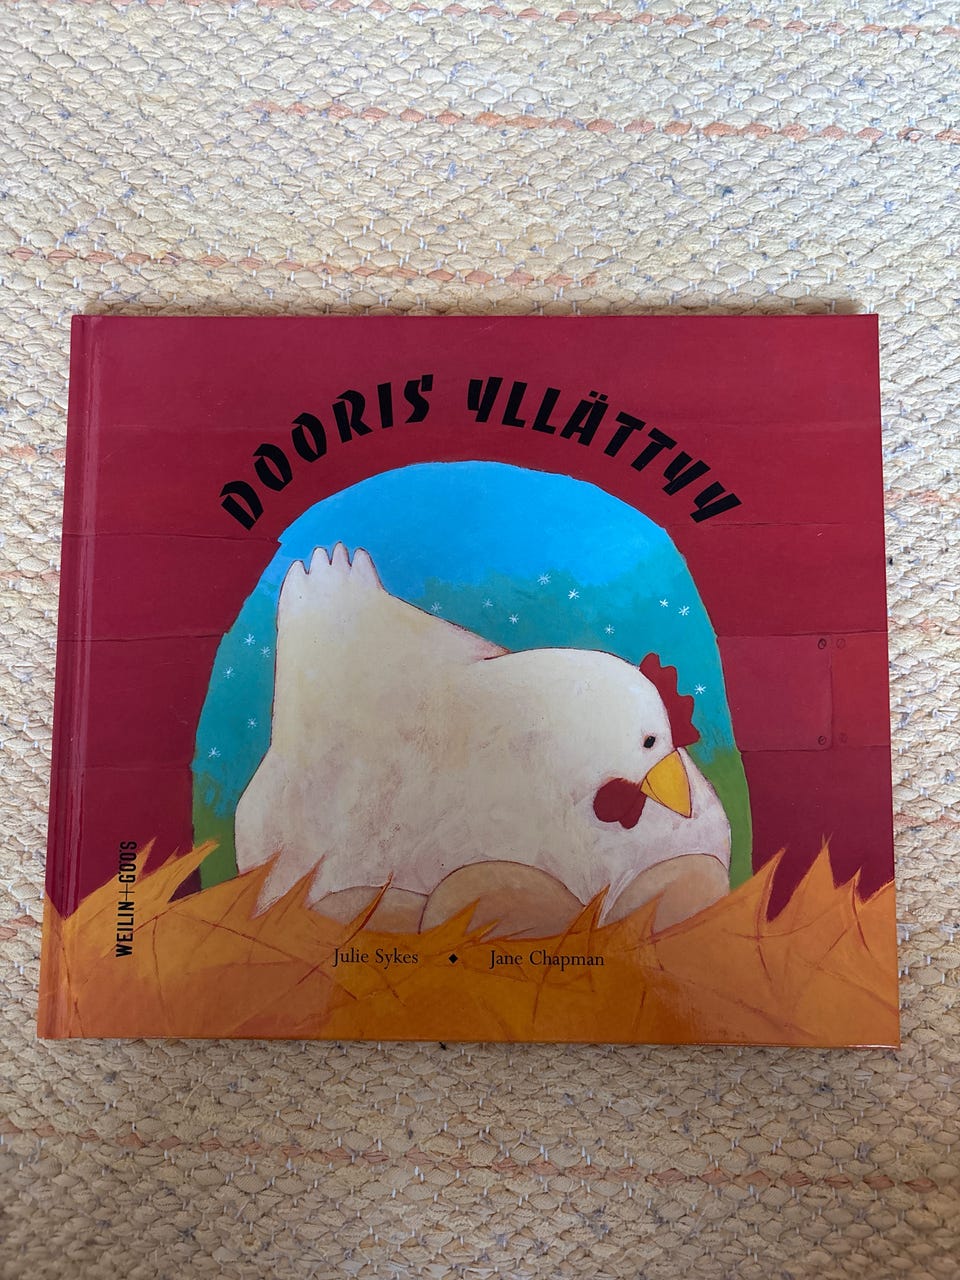 DOORIS YLLÄTTYY
WEILIN+GÖÖS
Julie Sykes ◆ Jane Chapman